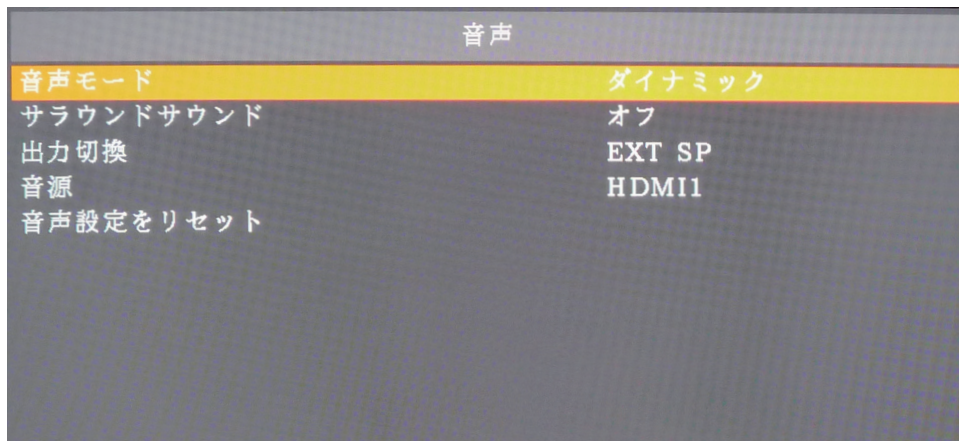 音声
音声モード ダイナミック
サラウンドサウンド オフ
出力切換 EXT SP
音源 HDMI1
音声設定をリセット